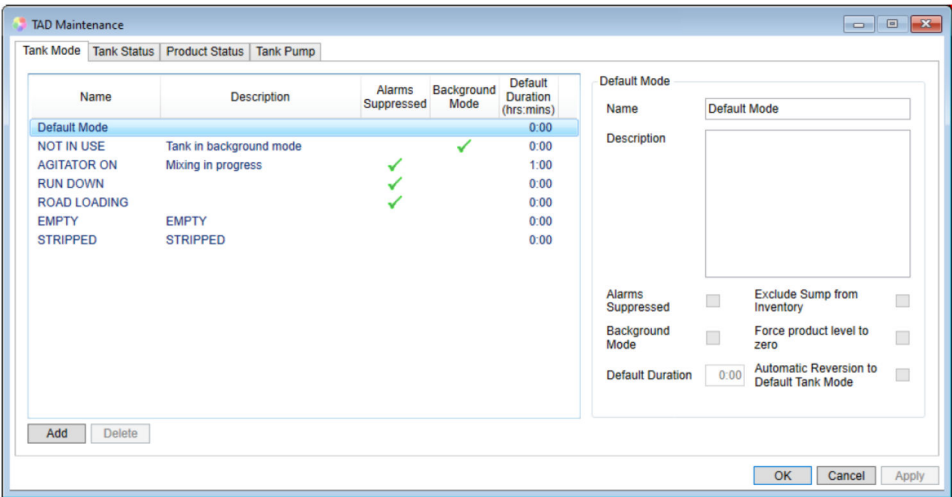 TAD Maintenance
Tank Mode Tank Status Product Status Tank Pump
Name Description Alarms Suppressed Background Mode Default Duration (hrs:mins)
Default Mode 0:00
NOT IN USE Tank in background mode 0:00
AGITATOR ON Mixing in progress 1:00
RUN DOWN 0:00
ROAD LOADING 0:00
EMPTY EMPTY 0:00
STRIPPED STRIPPED 0:00
Add Delete
Default Mode
Name Default Mode
Description
Alarms Suppressed Exclude Sump from Inventory
Background Mode Force product level to zero
Default Duration 0:00 Automatic Reversion to Default Tank Mode
OK Cancel Apply